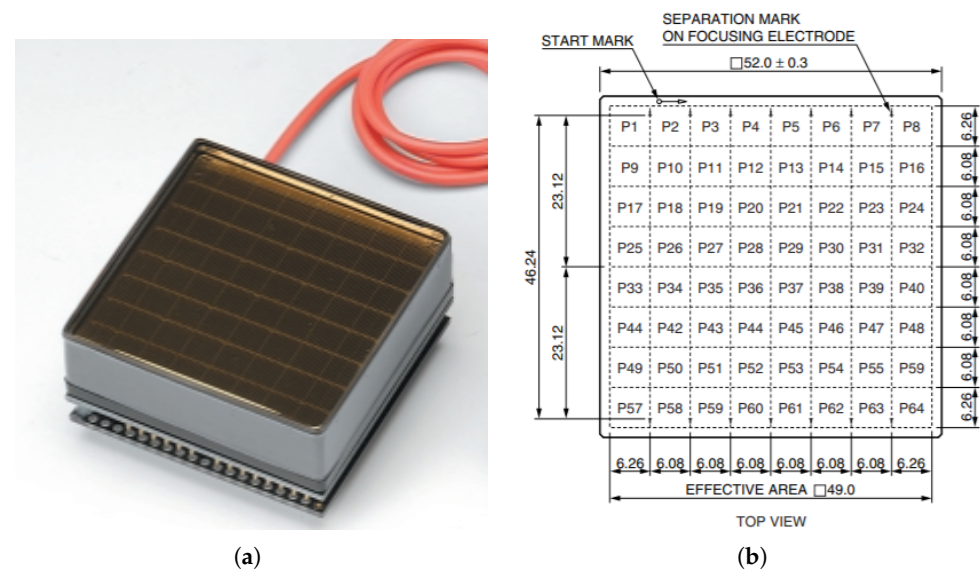 SEPARATION MARK
ON FOCUSING ELECTRODE
START MARK
□52.0 ± 0.3
P1 P2 P3 P4 P5 P6 P7 P8
P9 P10 P11 P12 P13 P14 P15 P16
P17 P18 P19 P20 P21 P22 P23 P24
P25 P26 P27 P28 P29 P30 P31 P32
P33 P34 P35 P36 P37 P38 P39 P40
P44 P42 P43 P44 P45 P46 P47 P48
P49 P50 P51 P52 P53 P54 P55 P59
P57 P58 P59 P60 P61 P62 P63 P64
46.24
23.12
23.12
6.26
6.08
6.08
6.08
6.08
6.08
6.08
6.26
6.26 6.08 6.08 6.08 6.08 6.08 6.08 6.26
EFFECTIVE AREA □49.0
TOP VIEW
(a)
(b)